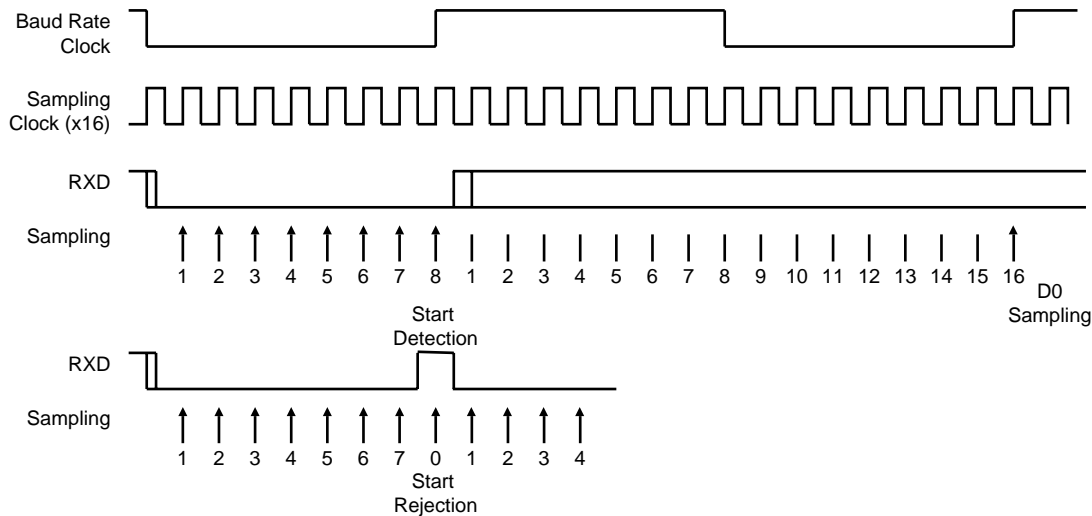 Baud Rate
Clock
Sampling
Clock (x16)
RXD
Sampling
1 2 3 4 5 6 7 8 1 2 3 4 5 6 7 8 9 10 11 12 13 14 15 16
D0
Sampling
Start
Detection
RXD
Sampling
1 2 3 4 5 6 7 0 1 2 3 4
Start
Rejection